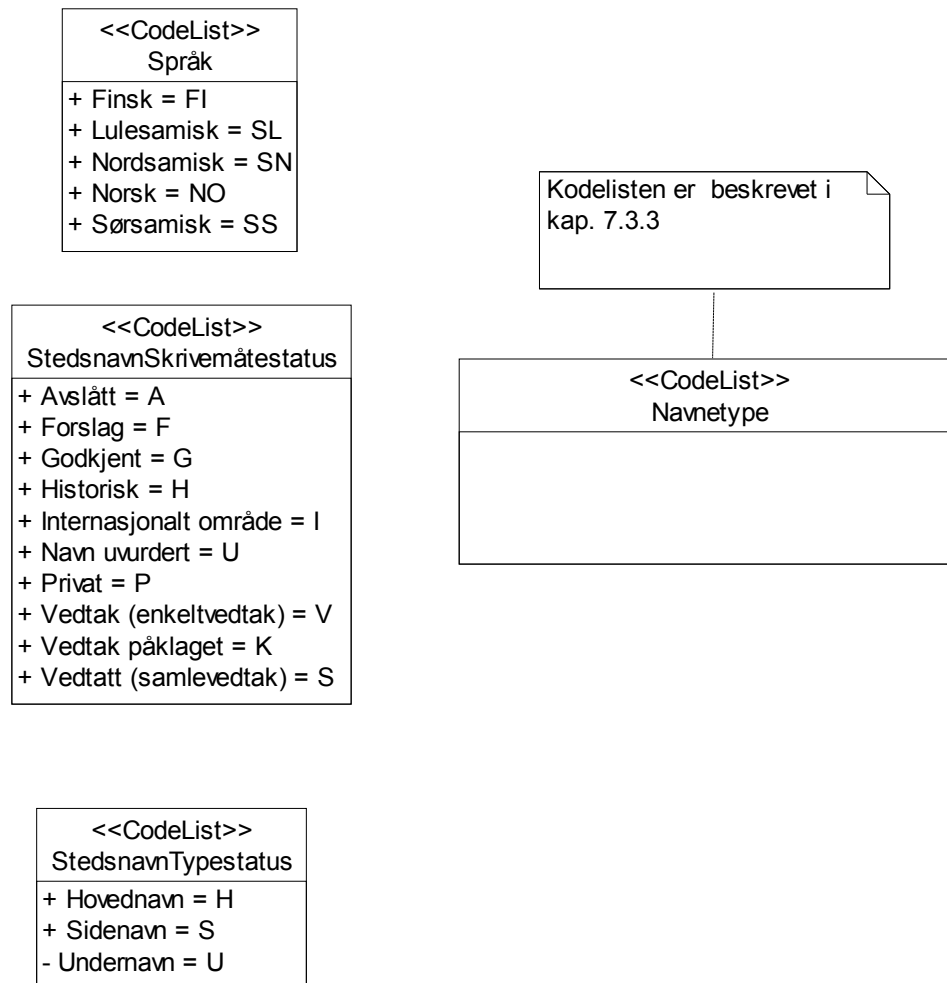 <<CodeList>>
Språk
+ Finsk = FI
+ Lulesamisk = SL
+ Nordsamisk = SN
+ Norsk = NO
+ Sørsamisk = SS
Kodelisten er beskrevet i
kap. 7.3.3
<<CodeList>>
StedsnavnSkrivemåtestatus
+ Avslått = A
+ Forslag = F
+ Godkjent = G
+ Historisk = H
+ Internasjonalt område = I
+ Navn uvurdert = U
+ Privat = P
+ Vedtak (enkeltvedtak) = V
+ Vedtak påklaget = K
+ Vedtatt (samlevedtak) = S
<<CodeList>>
Navnetype
<<CodeList>>
StedsnavnTypestatus
+ Hovednavn = H
+ Sidenavn = S
- Undernavn = U